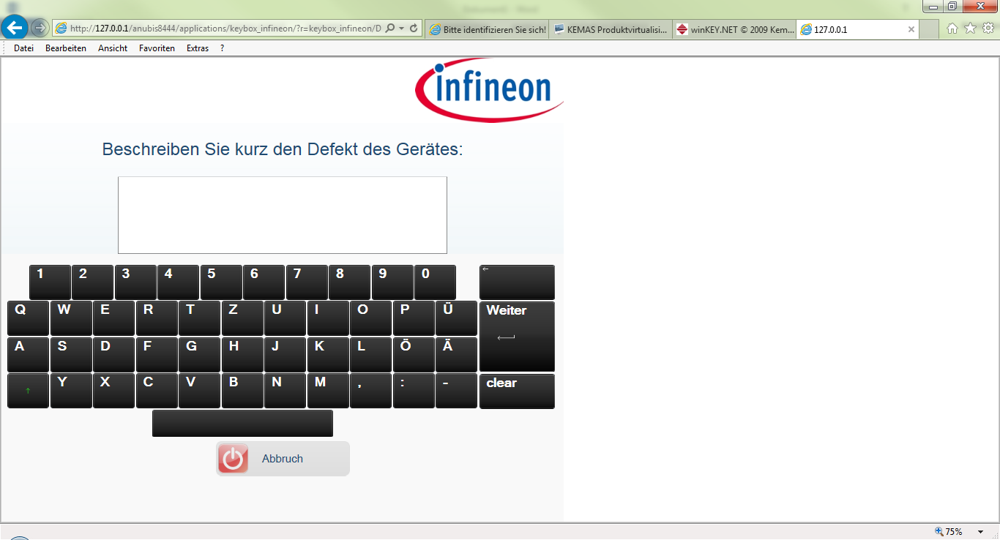 http://127.0.0.1/anubis8444/applications/keybox_infineon/?r=keybox_infineon/D
Bitte identifizieren Sie sich!
KEMAS Produktvirtualisi...
winKEY.NET © 2009 Kem...
127.0.0.1
Datei Bearbeiten Ansicht Favoriten Extras ?
infineon
Beschreiben Sie kurz den Defekt des Gerätes:
1 2 3 4 5 6 7 8 9 0 ←
Q W E R T Z U I O P Ü Weiter
A S D F G H J K L Ö Ä
↑ Y X C V B N M , : - clear
Abbruch
75%